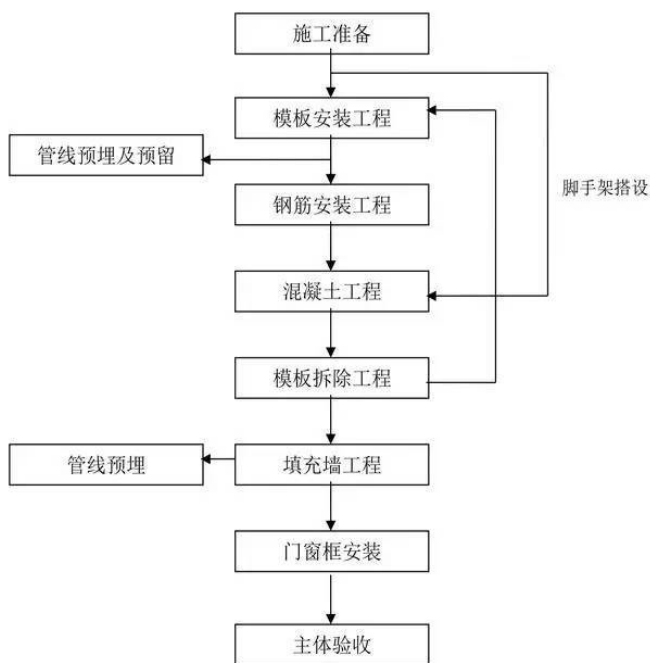 施工准备
模板安装工程
管线预埋及预留
脚手架搭设
钢筋安装工程
混凝土工程
模板拆除工程
管线预埋
填充墙工程
门窗框安装
主体验收